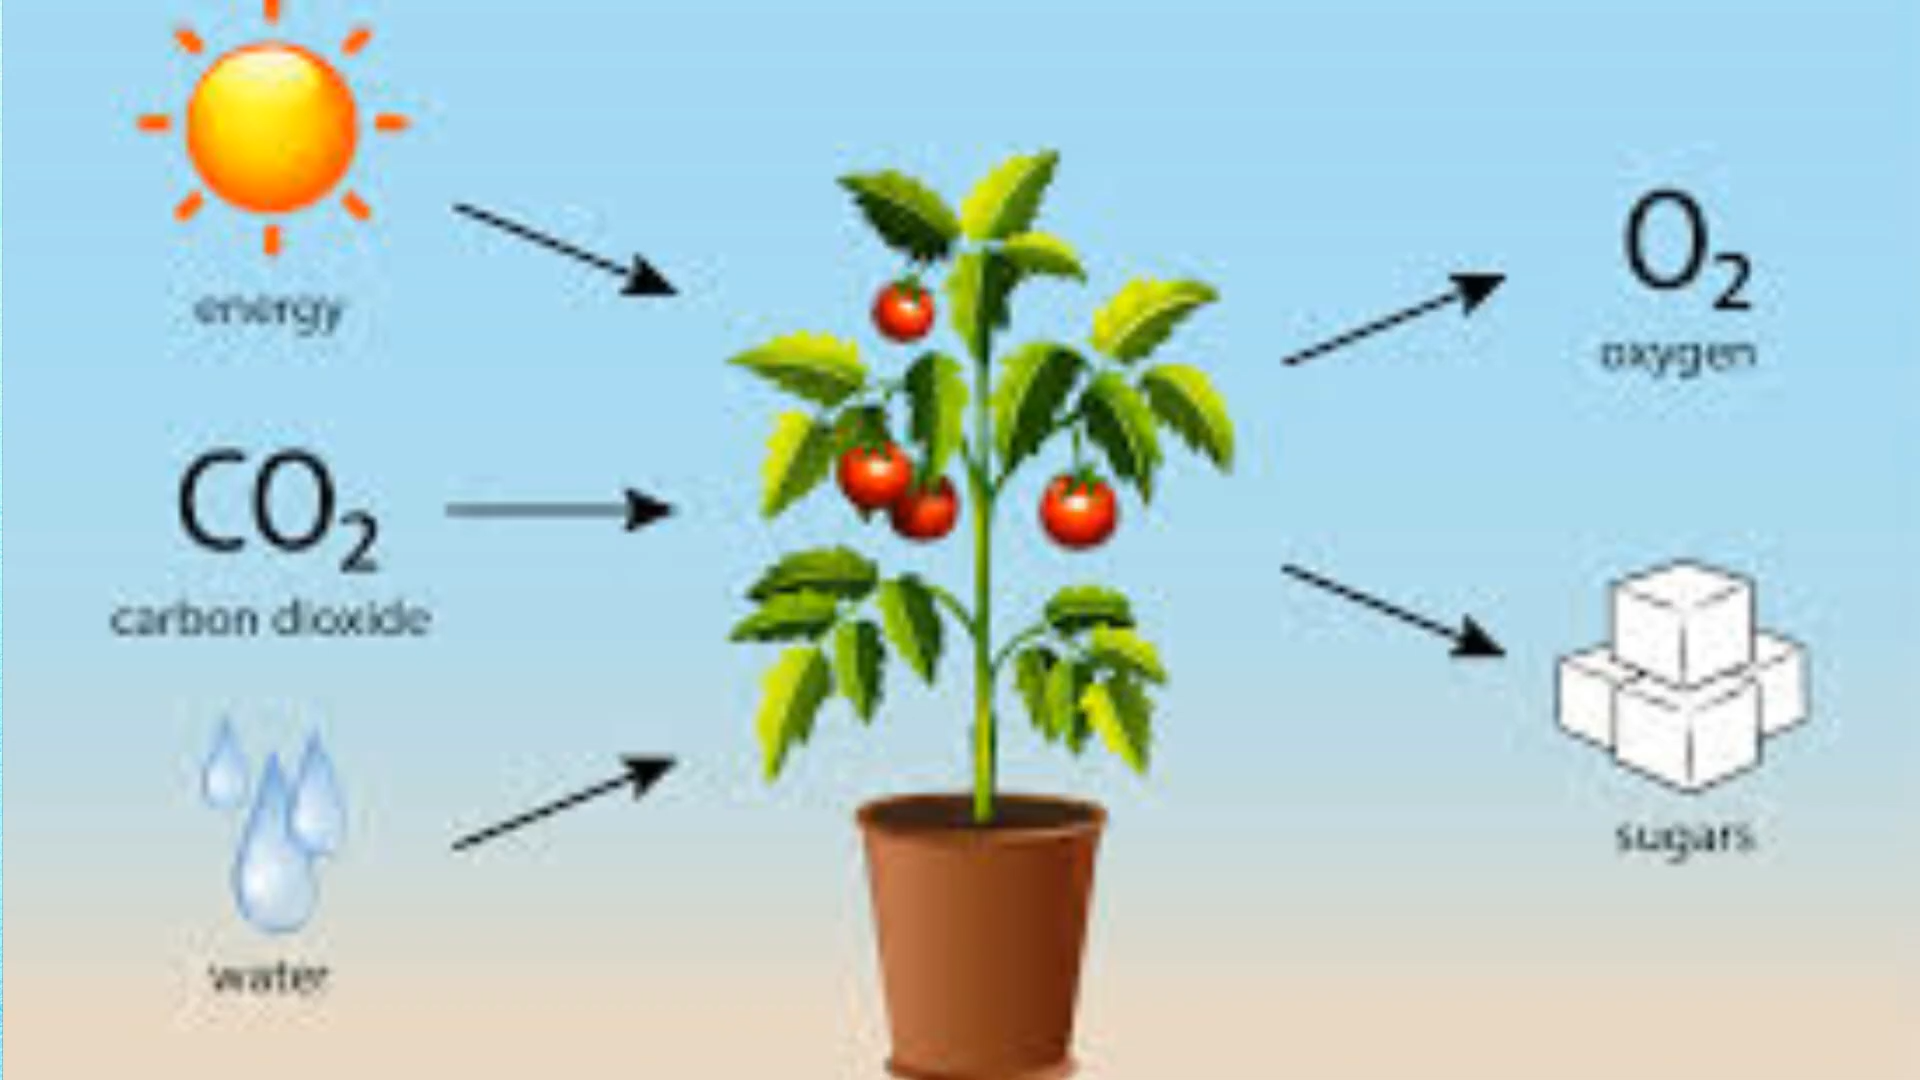 energy
CO₂
carbon dioxide
water
O₂
oxygen
sugars